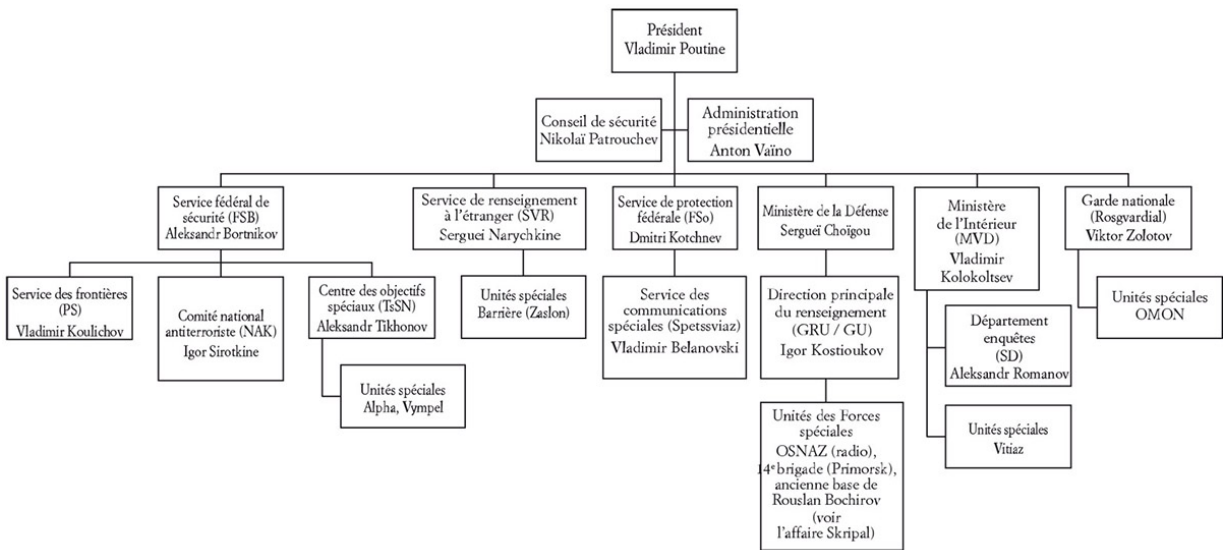 Président
Vladimir Poutine
Conseil de sécurité
Nikolaï Patrouchev
Administration
présidentielle
Anton Vaïno
Service fédéral de
sécurité (FSB)
Aleksandr Bortnikov
Service de renseignement
à l'étranger (SVR)
Serguei Narychkine
Service de protection
fédérale (FSo)
Dmitri Kotchnev
Ministère de la Défense
Sergueï Choïgou
Ministère
de l'Intérieur (MVD)
Vladimir
Kolokoltsev
Garde nationale
(Rosgvardial)
Viktor Zolotov
Service des frontières
(PS)
Vladimir Koulichov
Comité national
antiterroriste (NAK)
Igor Sirotkine
Centre des objectifs
spéciaux (TsSN)
Aleksandr Tikhonov
Unités spéciales
Barrière (Zaslon)
Service des
communications
spéciales (Spetssviaz)
Vladimir Belanovski
Direction principale
du renseignement
(GRU / GU)
Igor Kostioukov
Unités spéciales
OMON
Département
enquêtes
(SD)
Aleksandr Romanov
Unités spéciales
Alpha, Vympel
Unités des Forces
spéciales
OSNAZ (radio),
14e brigade (Primorsk),
ancienne base de
Rouslan Bochirov
(voir
l'affaire Skripal)
Unités spéciales
Vitiaz